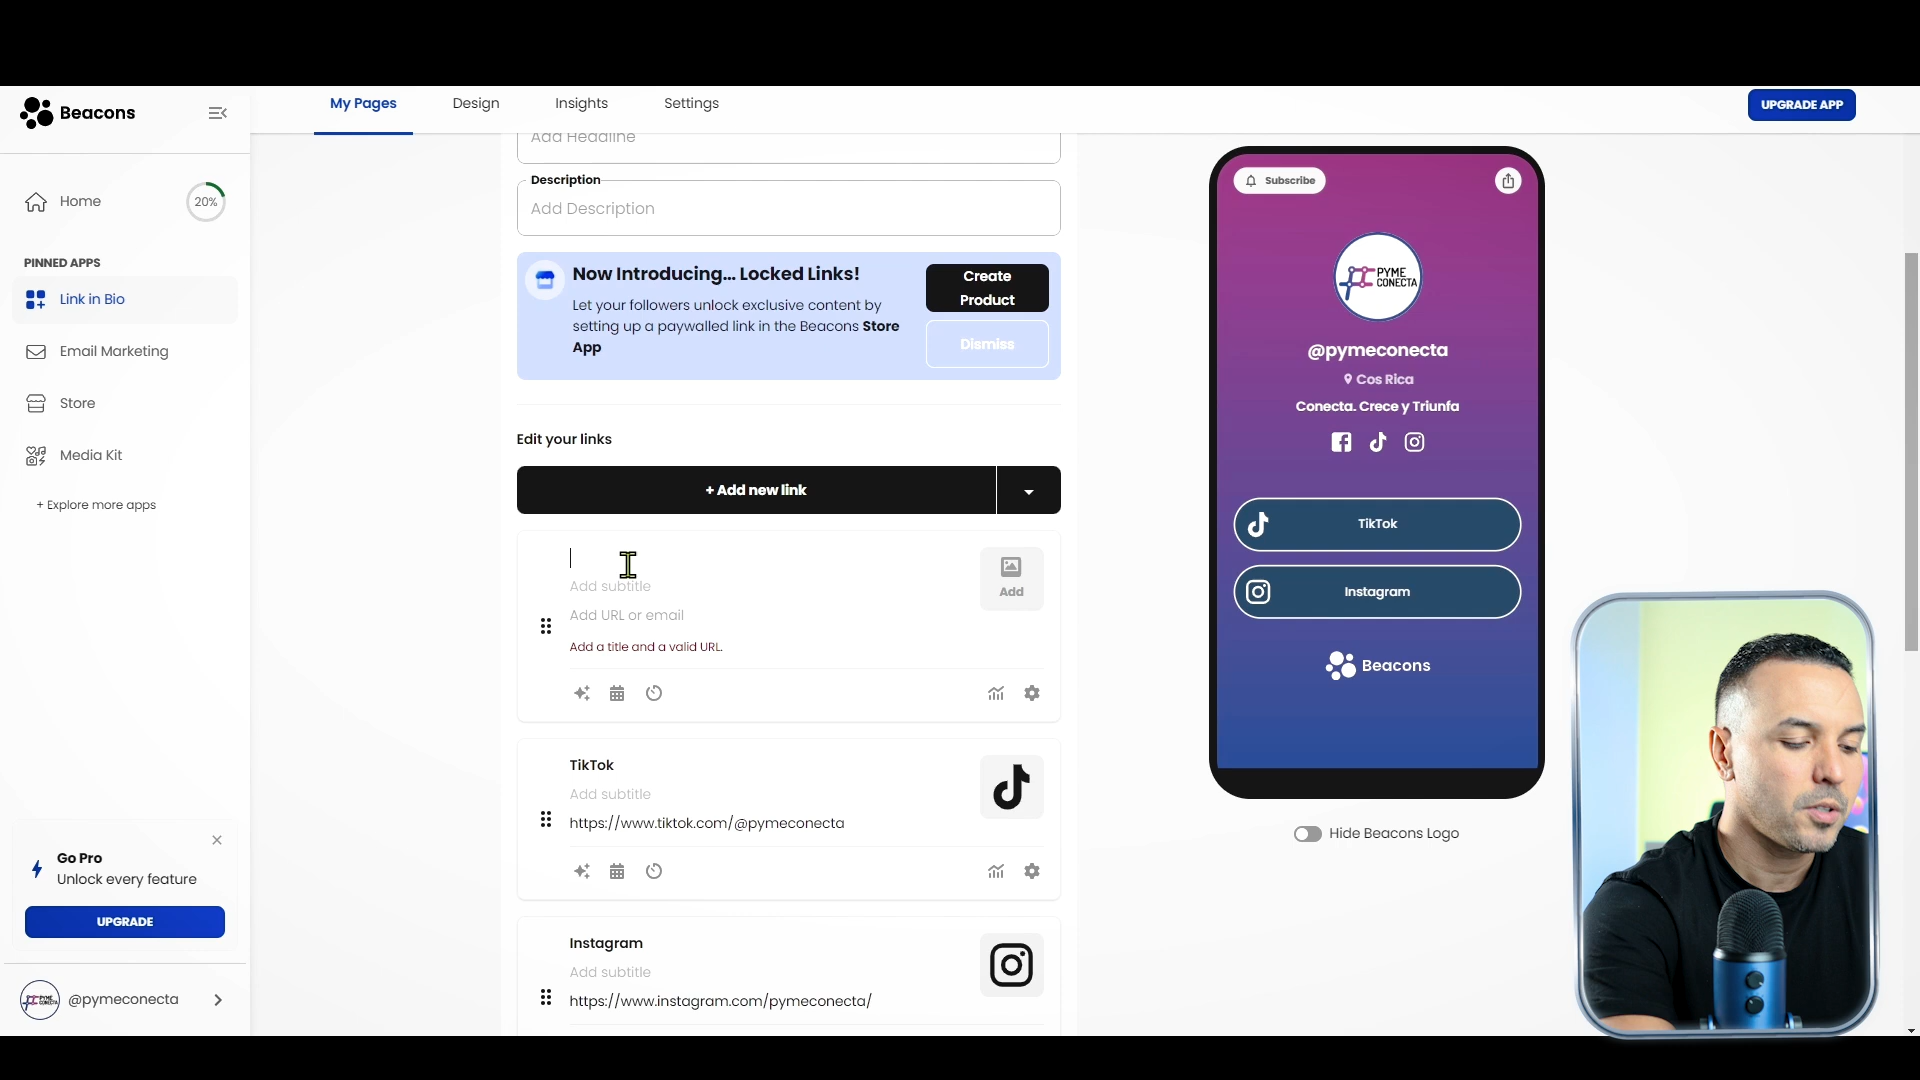 Beacons
My Pages
Design
Insights
Settings
UPGRADE APP
Home
20%
PINNED APPS
Link in Bio
Email Marketing
Store
Media Kit
+ Explore more apps
Go Pro
Unlock every feature
UPGRADE
@pymeconecta
Add Headline
Description
Add Description
Now Introducing... Locked Links!
Let your followers unlock exclusive content by
setting up a paywalled link in the Beacons Store
App
Create
Product
Dismiss
Edit your links
+ Add new link
Add subtitle
Add URL or email
Add a title and a valid URL.
Add
TikTok
Add subtitle
https://www.tiktok.com/@pymeconecta
Instagram
Add subtitle
https://www.instagram.com/pymeconecta/
Subscribe
PYME
CONECTA
@pymeconecta
Cos Rica
Conecta. Crece y Triunfa
TikTok
Instagram
Beacons
Hide Beacons Logo